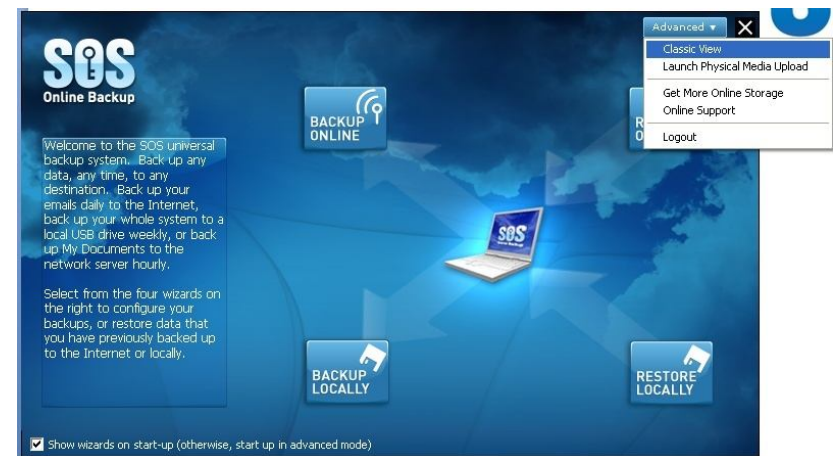 SOS
Online Backup
Advanced
Classic View
Launch Physical Media Upload
Get More Online Storage
Online Support
Logout
BACKUP
ONLINE
R
O
Welcome to the SOS universal
backup system. Back up any
data, any time, to any
destination. Back up your
emails daily to the Internet,
back up your whole system to a
local USB drive weekly, or back
up My Documents to the
network server hourly.
Select from the four wizards on
the right to configure your
backups, or restore data that
you have previously backed up
to the Internet or locally.
SOS
BACKUP
LOCALLY
RESTORE
LOCALLY
Show wizards on start-up (otherwise, start up in advanced mode)